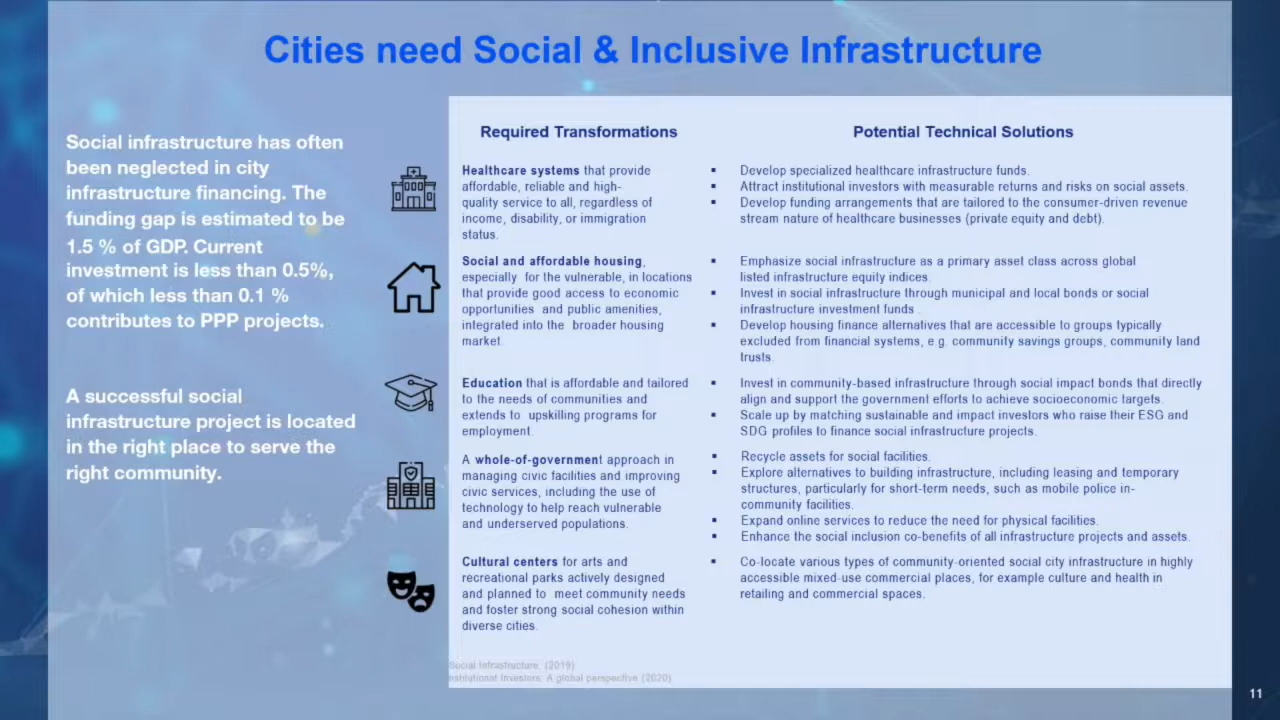 Cities need Social & Inclusive Infrastructure
Social infrastructure has often
been neglected in city
infrastructure financing. The
funding gap is estimated to be
1.5 % of GDP. Current
investment is less than 0.5%,
of which less than 0.1 %
contributes to PPP projects.
A successful social
infrastructure project is located
in the right place to serve the
right community.
Required Transformations
Healthcare systems that provide
affordable, reliable and high-
quality service to all, regardless of
income, disability, or immigration
status.
Social and affordable housing,
especially for the vulnerable, in locations
that provide good access to economic
opportunities and public amenities,
integrated into the broader housing
market.
Education that is affordable and tailored
to the needs of communities and
extends to upskilling programs for
employment.
A whole-of-government approach in
managing civic facilities and improving
civic services, including the use of
technology to help reach vulnerable
and underserved populations.
Cultural centers for arts and
recreational parks actively designed
and planned to meet community needs
and foster strong social cohesion within
diverse cities.
Potential Technical Solutions
▪ Develop specialized healthcare infrastructure funds.
▪ Attract institutional investors with measurable returns and risks on social assets.
▪ Develop funding arrangements that are tailored to the consumer-driven revenue
stream nature of healthcare businesses (private equity and debt).
▪ Emphasize social infrastructure as a primary asset class across global
listed infrastructure equity indices.
▪ Invest in social infrastructure through municipal and local bonds or social
infrastructure investment funds .
▪ Develop housing finance alternatives that are accessible to groups typically
excluded from financial systems, e.g. community savings groups, community land
trusts.
▪ Invest in community-based infrastructure through social impact bonds that directly
align and support the government efforts to achieve socioeconomic targets.
▪ Scale up by matching sustainable and impact investors who raise their ESG and
SDG profiles to finance social infrastructure projects.
▪ Recycle assets for social facilities.
▪ Explore alternatives to building infrastructure, including leasing and temporary
structures, particularly for short-term needs, such as mobile police in-
community facilities.
▪ Expand online services to reduce the need for physical facilities.
▪ Enhance the social inclusion co-benefits of all infrastructure projects and assets.
▪ Co-locate various types of community-oriented social city infrastructure in highly
accessible mixed-use commercial places, for example culture and health in
retailing and commercial spaces.
Social Infrastructure. (2019)
nstitutional Investors: A global perspective (2020)
11